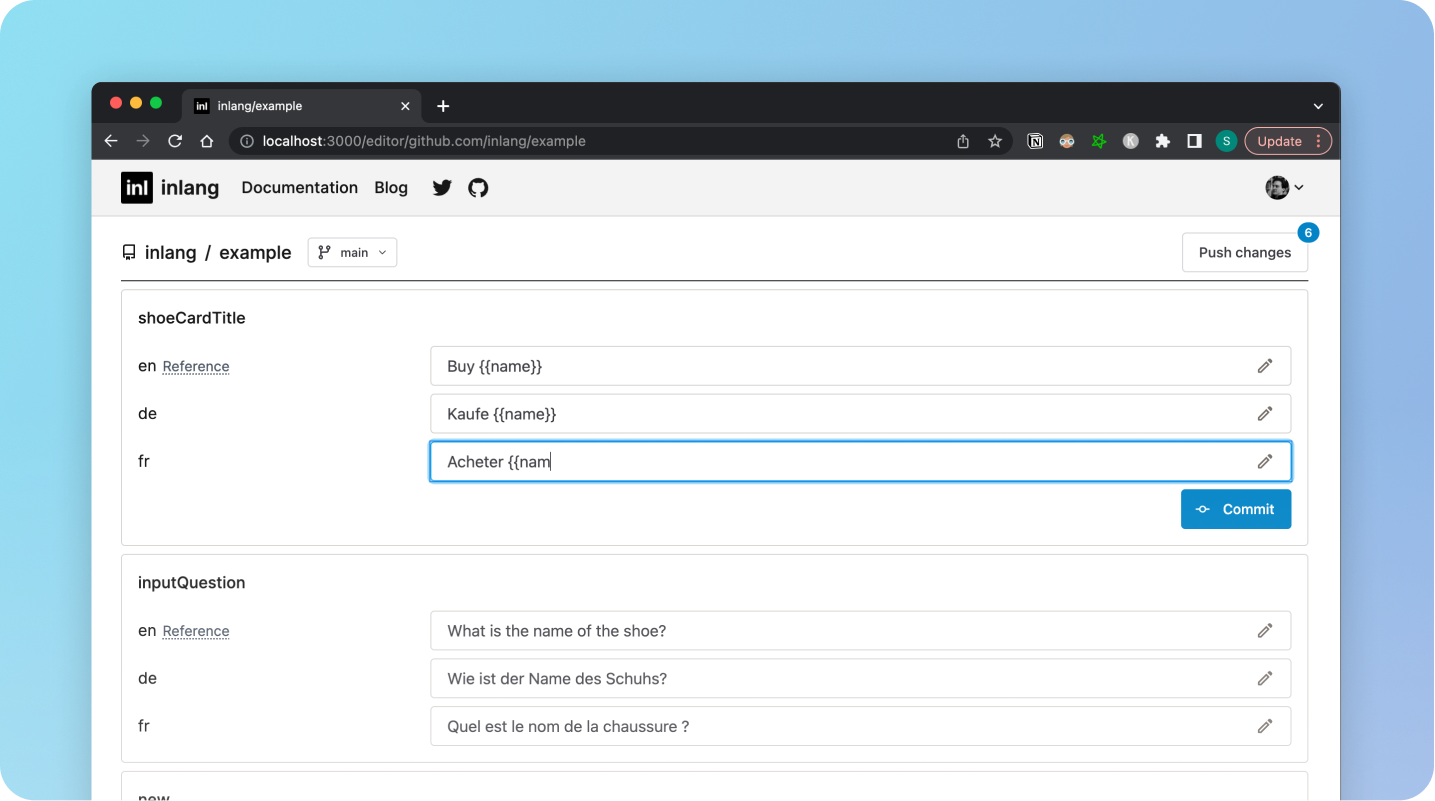 inl inlang/example
localhost:3000/editor/github.com/inlang/example
N K S Update
inl inlang Documentation Blog
6
inlang / example main Push changes
shoeCardTitle
en Reference Buy {{name}}
de Kaufe {{name}}
fr Acheter {{nam
Commit
inputQuestion
en Reference What is the name of the shoe?
de Wie ist der Name des Schuhs?
fr Quel est le nom de la chaussure ?
new